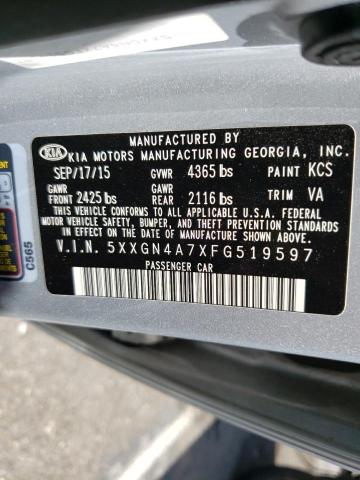 MANUFACTURED BY
KIA KIA MOTORS MANUFACTURING GEORGIA, INC.
SEP/17/15 GVWR 4365 lbs PAINT KCS
GAWR FRONT 2425 lbs GAWR REAR 2116 lbs TRIM VA
THIS VEHICLE CONFORMS TO ALL APPLICABLE U.S.A. FEDERAL
MOTOR VEHICLE SAFETY, BUMPER, AND THEFT PREVENTION STANDARDS
IN EFFECT ON THE DATE OF MANUFACTURE SHOWN ABOVE.
V.I.N. 5XXGN4A7XFG519597
PASSENGER CAR
C565